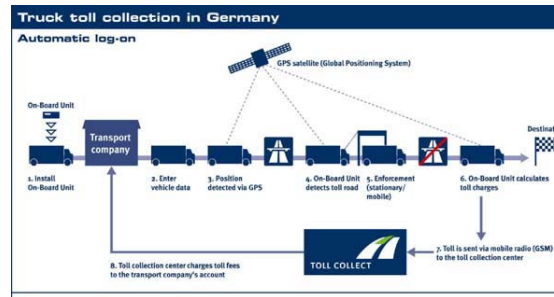 Truck toll collection in Germany
Automatic log-on
GPS satellite (Global Positioning System)
On-Board Unit
Transport
company
Destinat
1. Install
On-Board Unit
2. Enter
vehicle data
3. Position
detected via GPS
4. On-Board Unit
detects toll road
5. Enforcement
(stationary/
mobile)
6. On-Board Unit calculates
toll charges
7. Toll is sent via mobile radio (GSM)
to the toll collection center
TOLL COLLECT
8. Toll collection center charges toll fees
to the transport company's account